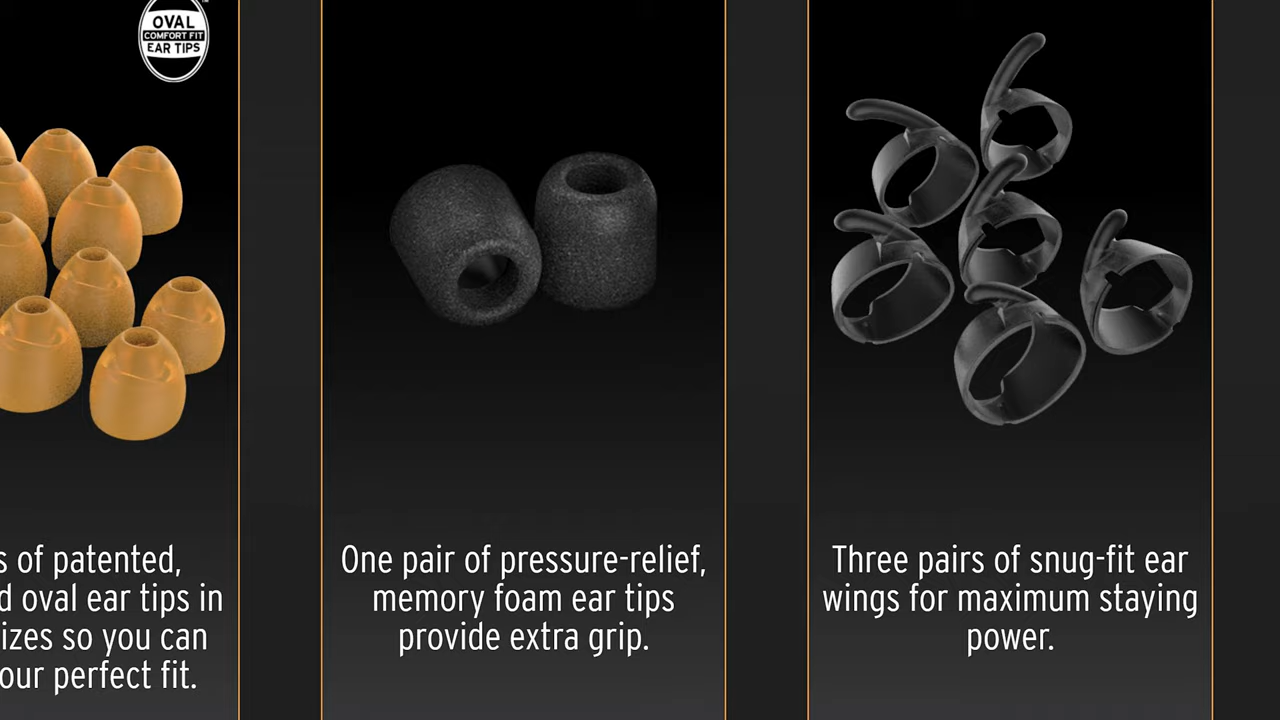 OVAL
COMFORT FIT
EAR TIPS
of patented,
oval ear tips in
so you can
perfect fit.
One pair of pressure-relief,
memory foam ear tips
provide extra grip.
Three pairs of snug-fit ear
wings for maximum staying
power.